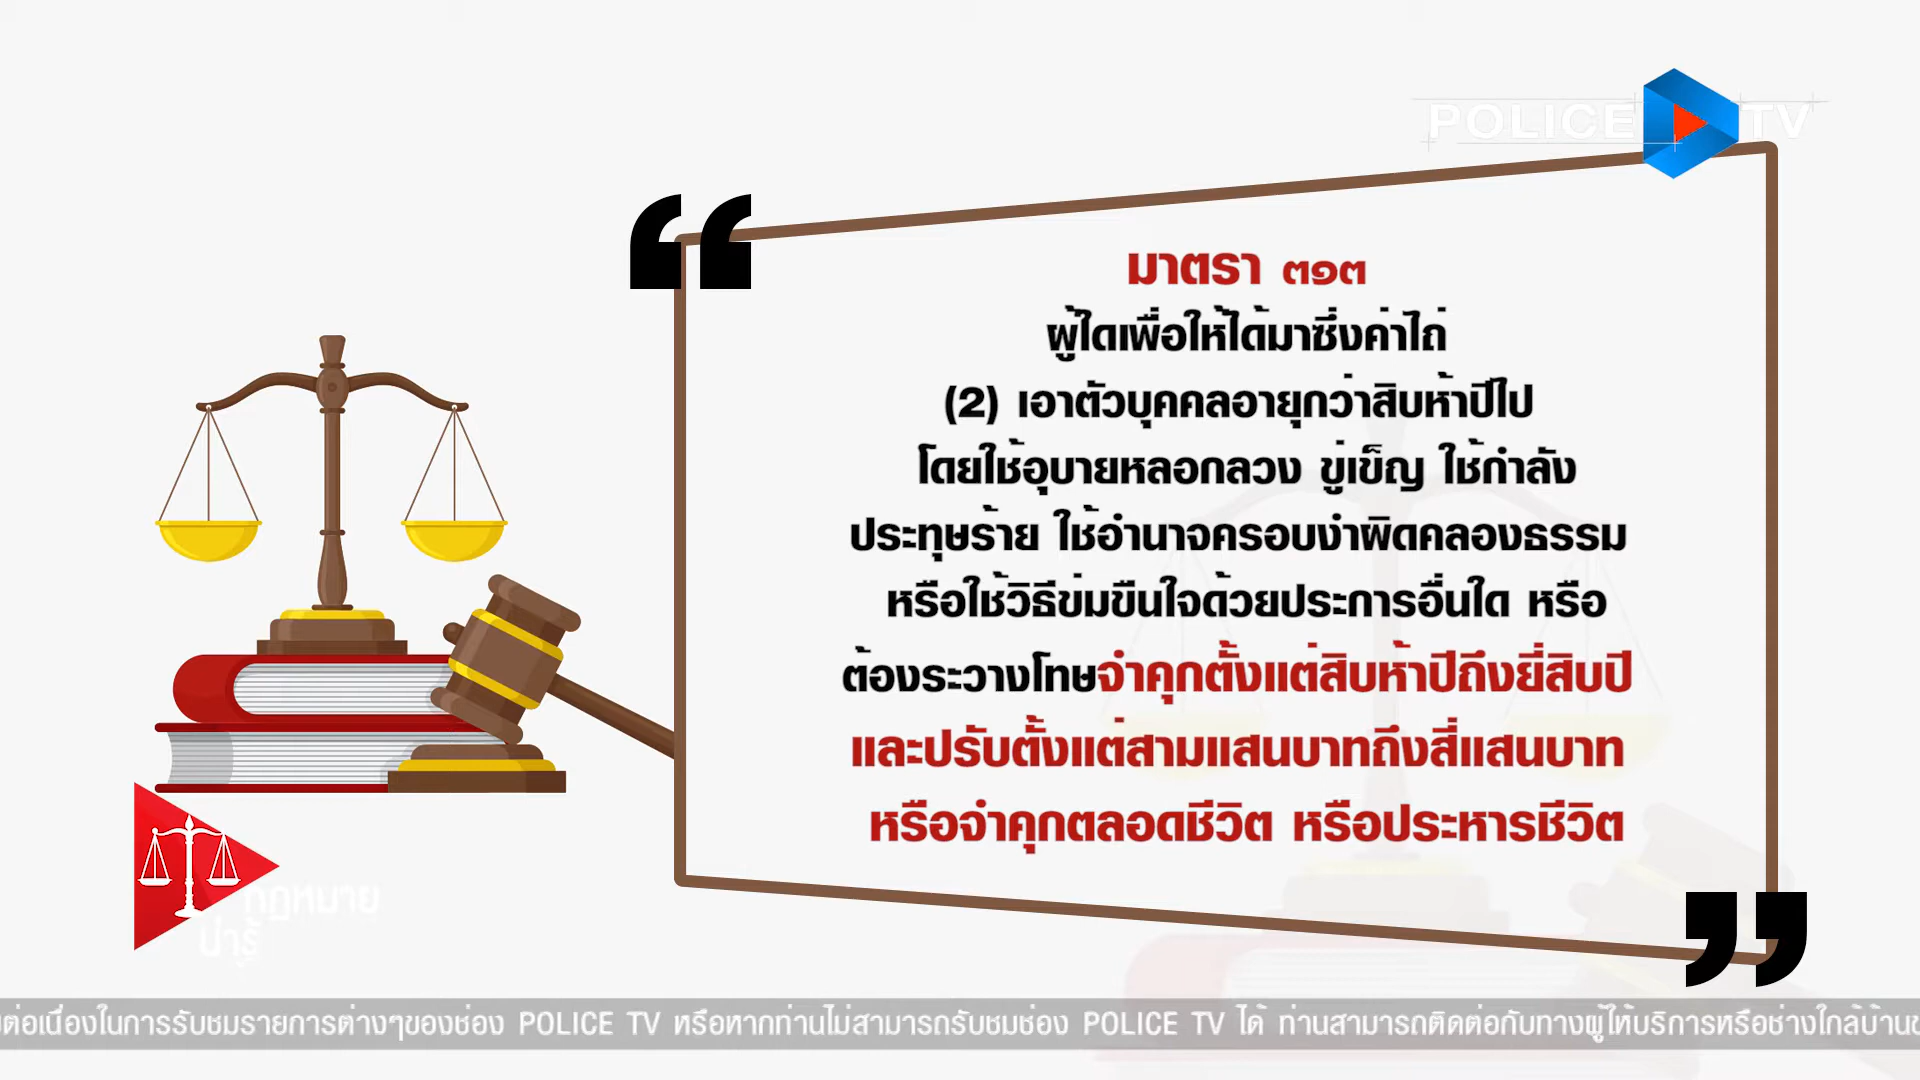 POLICE TV
มาตรา ๓๑๓
ผู้ใดเพื่อให้ได้มาซึ่งค่าไถ่
(2) เอาตัวบุคคลอายุกว่าสิบห้าปีไป
โดยใช้อุบายหลอกลวง ขู่เข็ญ ใช้กำลัง
ประทุษร้าย ใช้อำนาจครอบงำผิดคลองธรรม
หรือใช้วิธีข่มขืนใจด้วยประการอื่นใด หรือ
ต้องระวางโทษจำคุกตั้งแต่สิบห้าปีถึงยี่สิบปี
และปรับตั้งแต่สามแสนบาทถึงสี่แสนบาท
หรือจำคุกตลอดชีวิต หรือประหารชีวิต
กฎหมาย
น่ารู้
ต่อเนื่องในการรับชมรายการต่างๆของช่อง POLICE TV หรือหากท่านไม่สามารถรับชมช่อง POLICE TV ได้ ท่านสามารถติดต่อกับทางผู้ให้บริการหรือช่างใกล้บ้าน